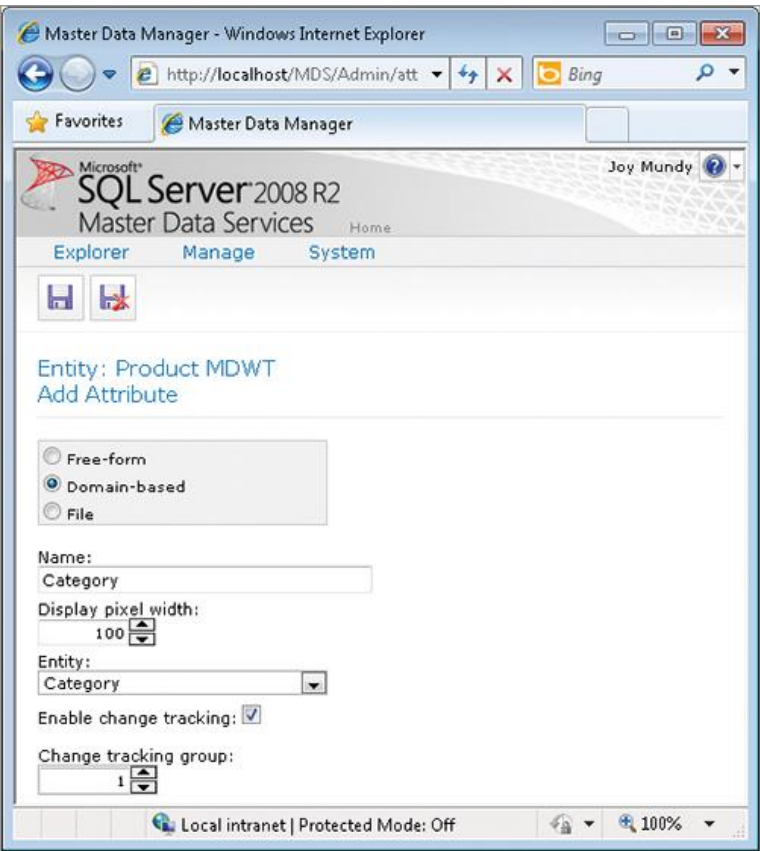 Master Data Manager - Windows Internet Explorer
http://localhost/MDS/Admin/att
Bing
Favorites
Master Data Manager
Microsoft®
SQL Server® 2008 R2
Master Data Services
Home
Joy Mundy
Explorer Manage System
Entity: Product MDWT
Add Attribute
Free-form
Domain-based
File
Name:
Category
Display pixel width:
100
Entity:
Category
Enable change tracking:
Change tracking group:
1
Local intranet | Protected Mode: Off
100%